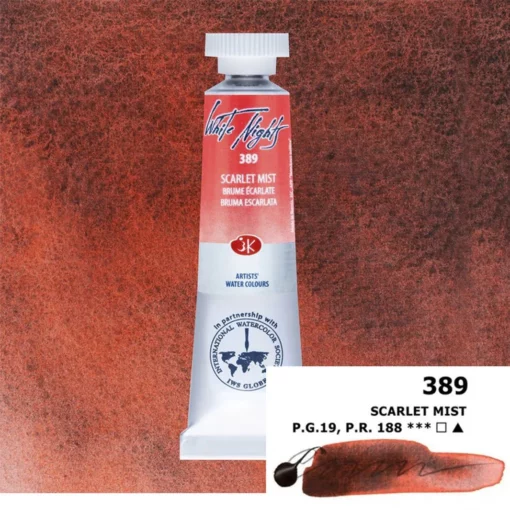 White Nights
389
SCARLET MIST
BRUME ÉCARLATE
BRUMA ESCARLATA
ЗК
ARTISTS'
WATER COLOURS
in partnership with
INTERNATIONAL WATERCOLOR SOCIETY
IWS GLOBE
389
SCARLET MIST
P.G.19, P.R. 188 *** □ ▲